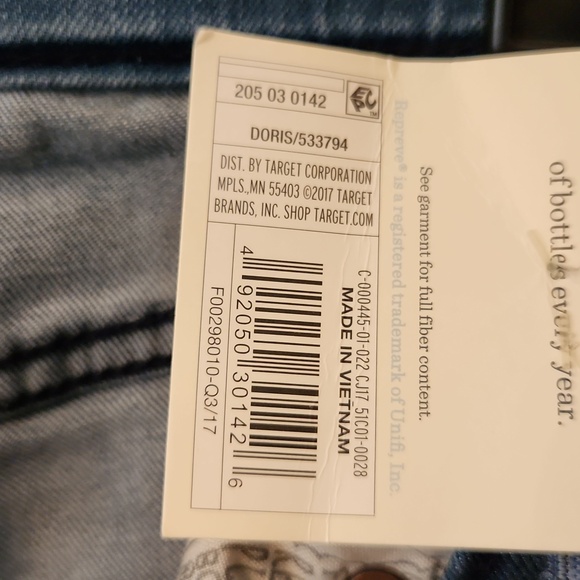 205 03 0142
DORIS/533794
DIST. BY TARGET CORPORATION
MPLS.,MN 55403 ©2017 TARGET
BRANDS, INC. SHOP TARGET.COM
C-000445-01-022 CJ17_51C01-0028
MADE IN VIETNAM
4 92050 30142 6
F00298010-Q3/17
of bottles every year.
See garment for full fiber content.
Repreve® is a registered trademark of Unifi, Inc.